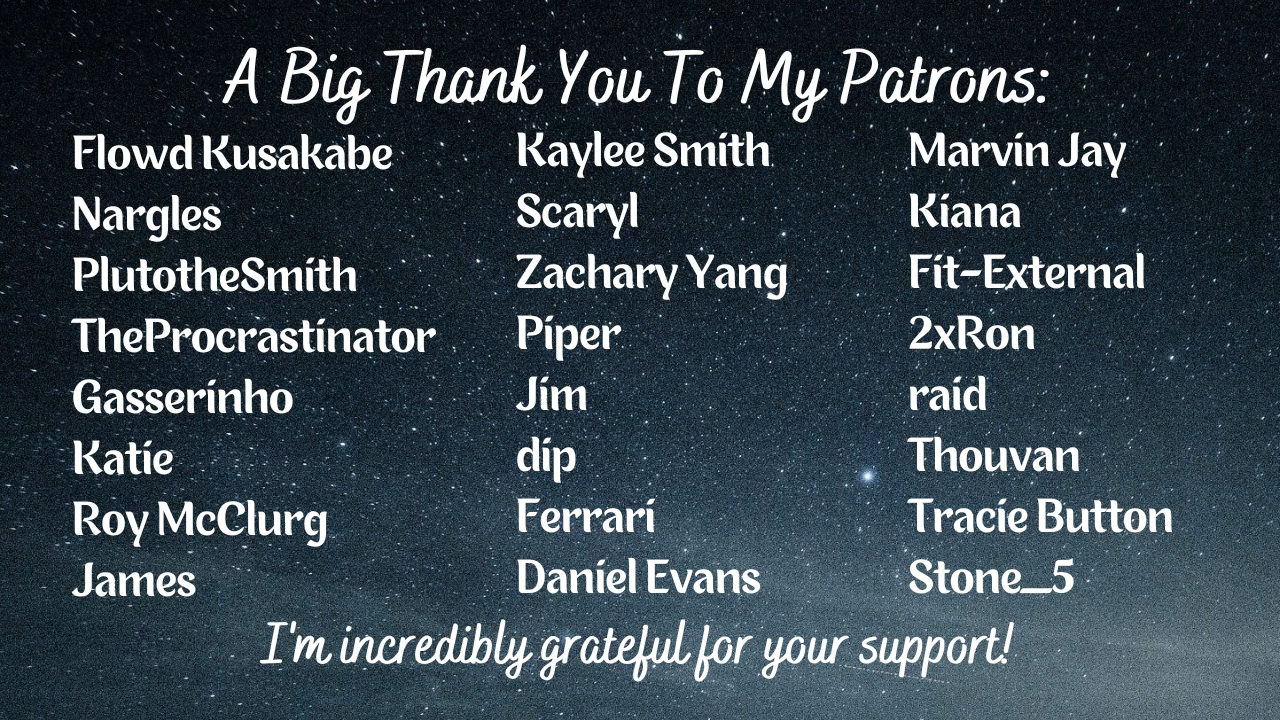 A Big Thank You To My Patrons:
Flowd Kusakabe
Nargles
PlutotheSmith
TheProcrastinator
Gasserinho
Katie
Roy McClurg
James
Kaylee Smith
Scaryl
Zachary Yang
Piper
Jim
dip
Ferrari
Daniel Evans
Marvin Jay
Kiana
Fit-External
2xRon
raid
Thouvan
Tracie Button
Stone_5
I'm incredibly grateful for your support!